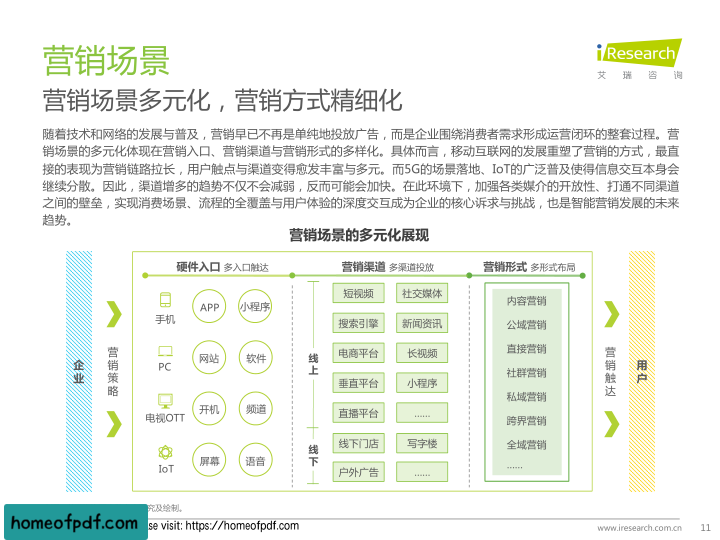 营销场景
iResearch
艾瑞咨询
营销场景多元化，营销方式精细化
随着技术和网络的发展与普及，营销早已不再是单纯地投放广告，而是企业围绕消费者需求形成运营闭环的整套过程。营
销场景的多元化体现在营销入口、营销渠道与营销形式的多样化。具体而言，移动互联网的发展重塑了营销的方式，最直
接的表现为营销链路拉长，用户触点与渠道变得愈发丰富与多元。而5G的场景落地、IoT的广泛普及使得信息交互本身会
继续分散。因此，渠道增多的趋势不仅不会减弱，反而可能会加快。在此环境下，加强各类媒介的开放性、打通不同渠道
之间的壁垒，实现消费场景、流程的全覆盖与用户体验的深度交互成为企业的核心诉求与挑战，也是智能营销发展的未来
趋势。
营销场景的多元化展现
企业
营销策略
硬件入口 多入口触达
手机
APP
小程序
PC
网站
软件
电视OTT
开机
频道
IoT
屏幕
语音
营销渠道 多渠道投放
线上
短视频
社交媒体
搜索引擎
新闻资讯
电商平台
长视频
垂直平台
小程序
直播平台
......
线下
线下门店
写字楼
户外广告
......
营销形式 多形式布局
内容营销
公域营销
直接营销
社群营销
私域营销
跨界营销
全域营销
......
营销触达
用户
究及绘制。
homeofpdf.com
se visit: https://homeofpdf.com
www.iresearch.com.cn
11